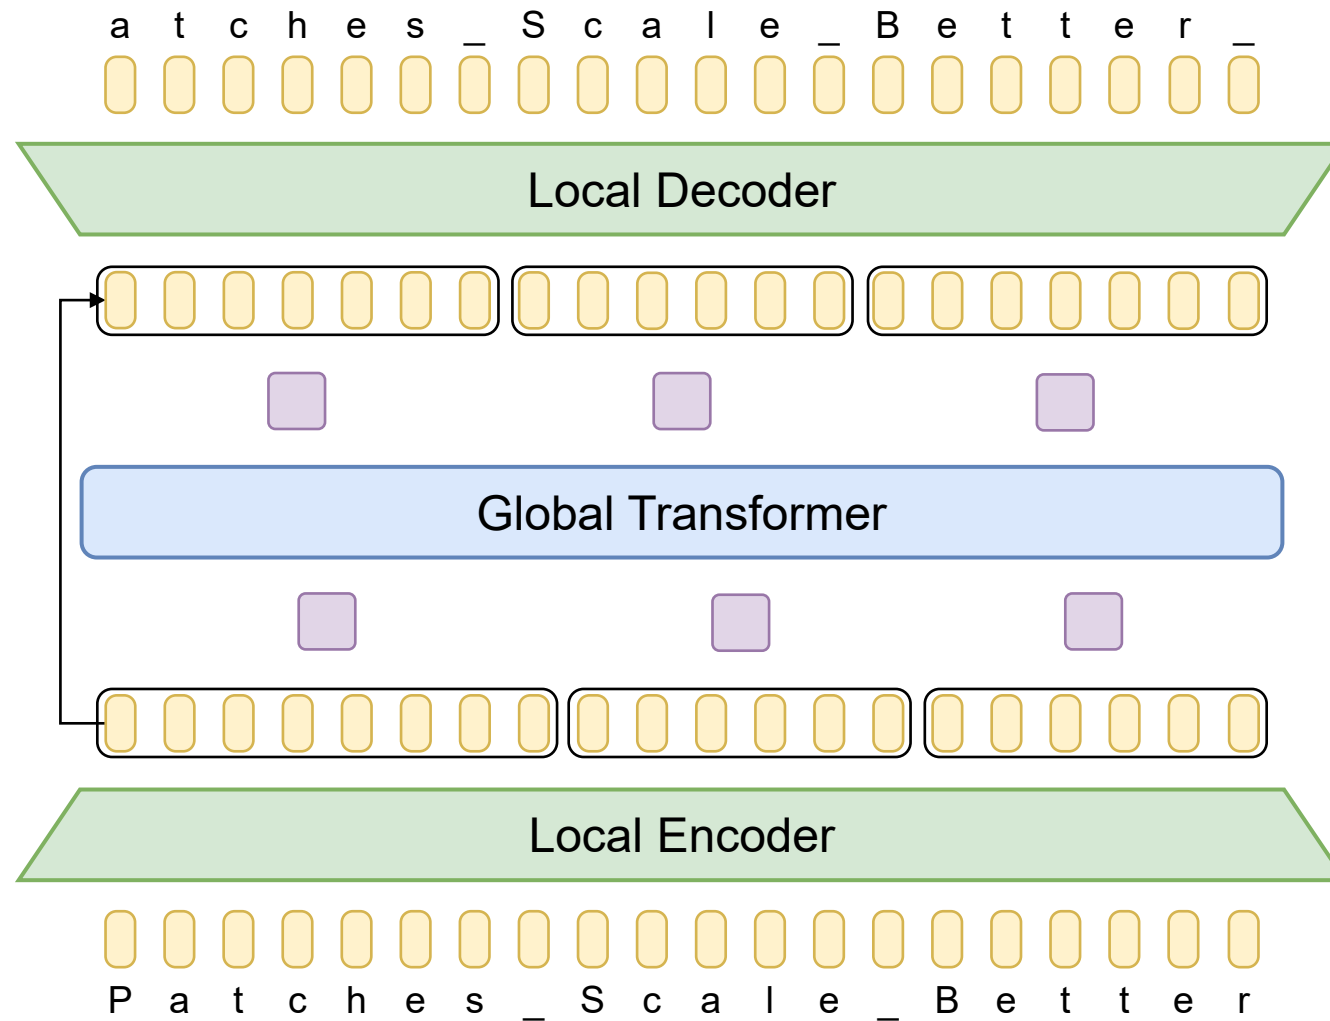 a t c h e s _ S c a l e _ B e t t e r _
Local Decoder
Global Transformer
Local Encoder
P a t c h e s _ S c a l e _ B e t t e r